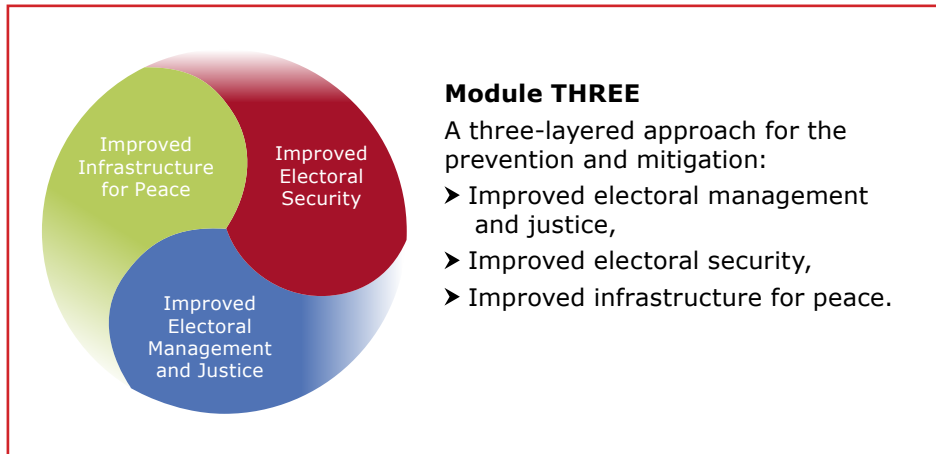 Improved
Infrastructure
for Peace
Improved
Electoral
Security
Improved
Electoral
Management
and Justice
Module THREE
A three-layered approach for the
prevention and mitigation:
➤ Improved electoral management
and justice,
➤ Improved electoral security,
➤ Improved infrastructure for peace.